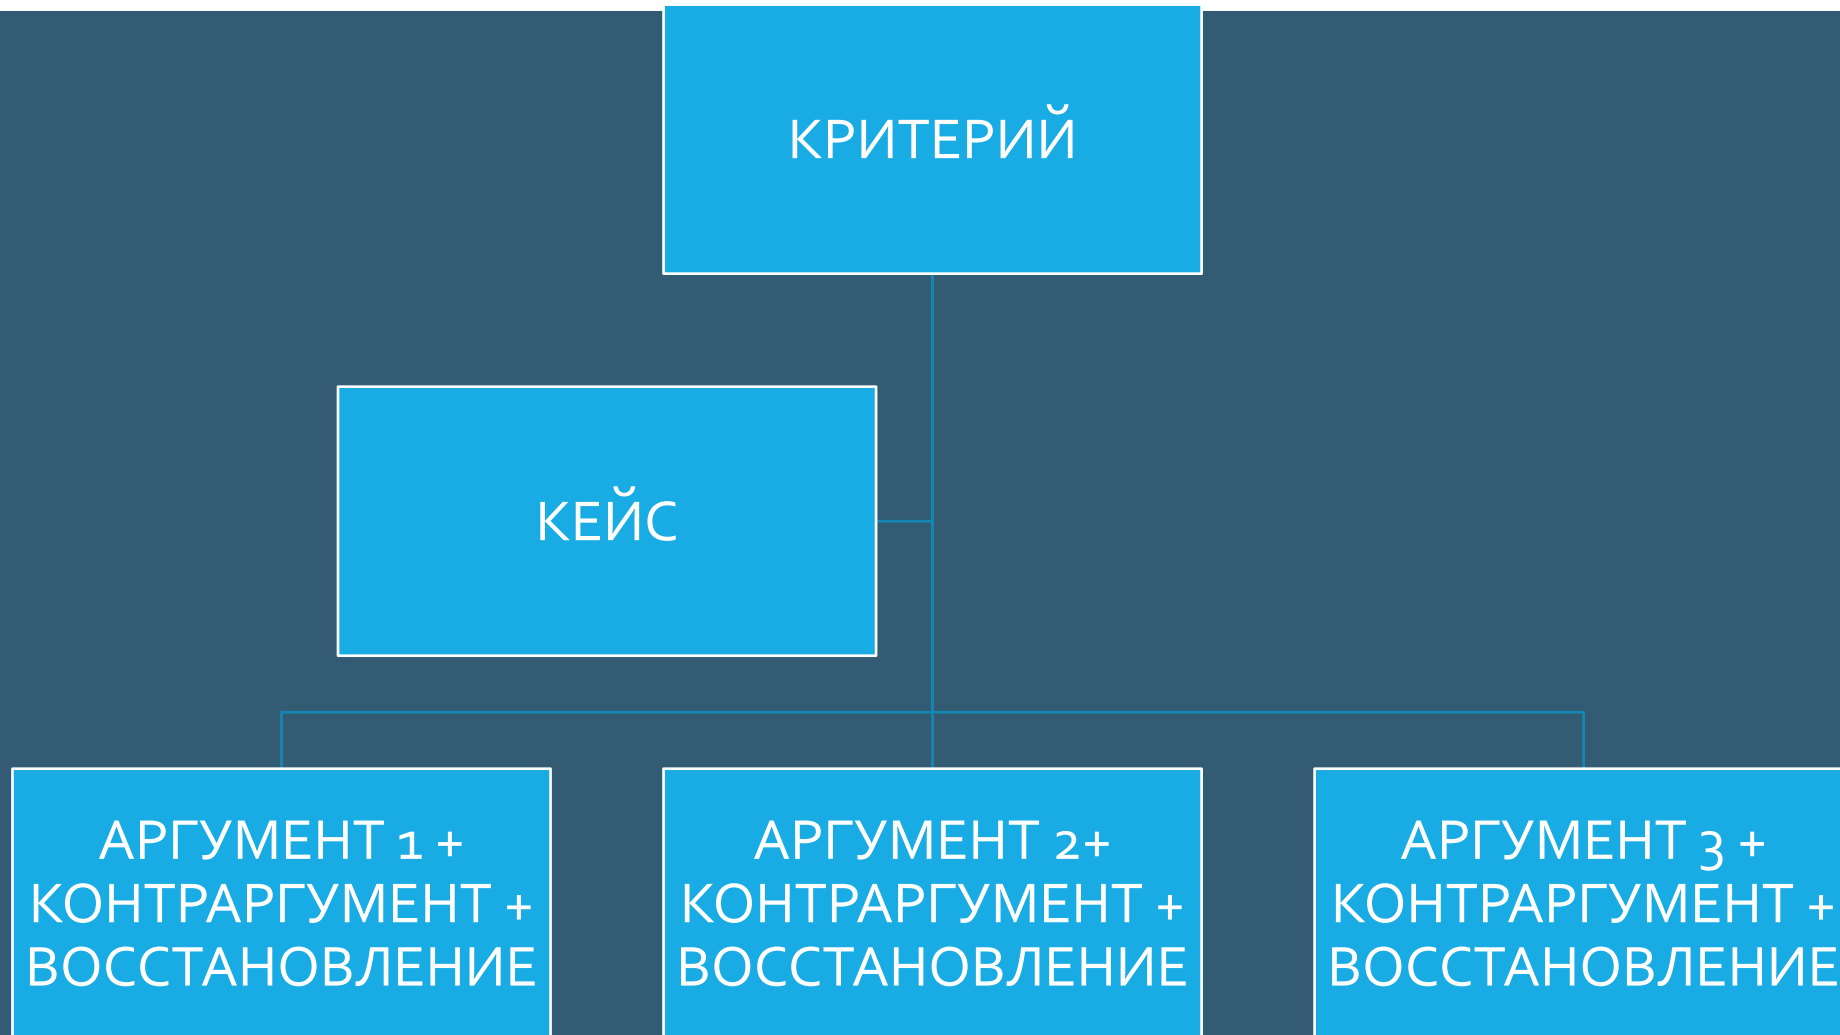 КРИТЕРИЙ
КЕЙС
АРГУМЕНТ 1 +
КОНТРАРГУМЕНТ +
ВОССТАНОВЛЕНИЕ
АРГУМЕНТ 2+
КОНТРАРГУМЕНТ +
ВОССТАНОВЛЕНИЕ
АРГУМЕНТ 3 +
КОНТРАРГУМЕНТ +
ВОССТАНОВЛЕНИЕ